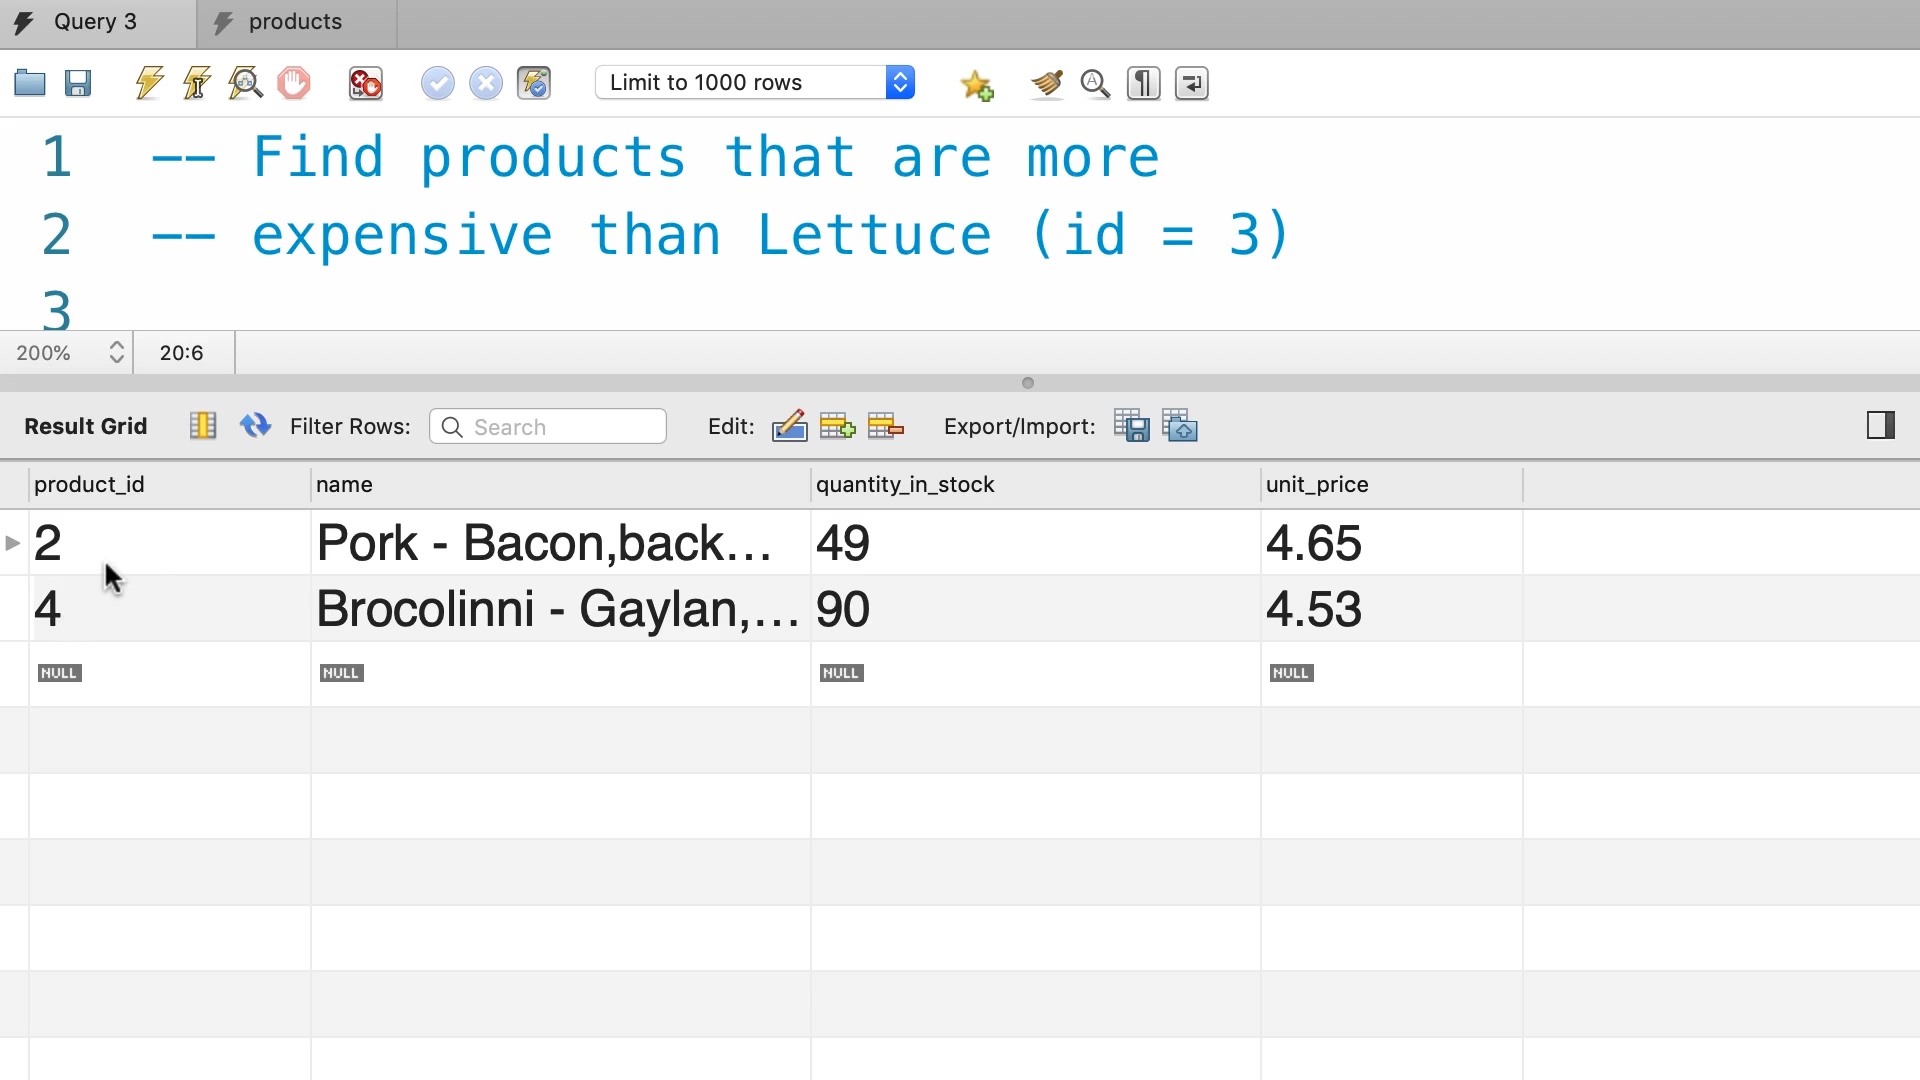 Query 3 products
Limit to 1000 rows
1 -- Find products that are more
2 -- expensive than Lettuce (id = 3)
3
200% 20:6
Result Grid Filter Rows: Search Edit: Export/Import:
product_id name quantity_in_stock unit_price
2 Pork - Bacon,back... 49 4.65
4 Brocolinni - Gaylan,... 90 4.53
NULL NULL NULL NULL